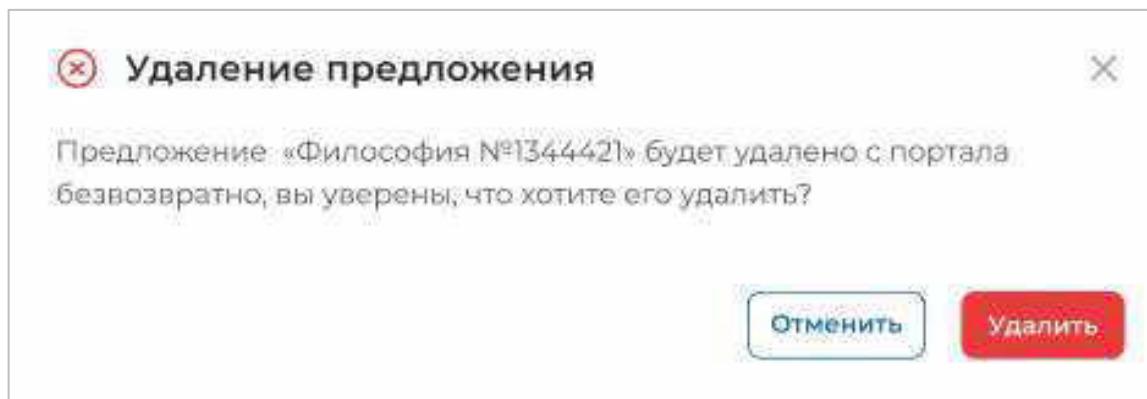 Удаление предложения
Предложение «Философия №1344421» будет удалено с портала
безвозвратно, вы уверены, что хотите его удалить?
Отменить Удалить